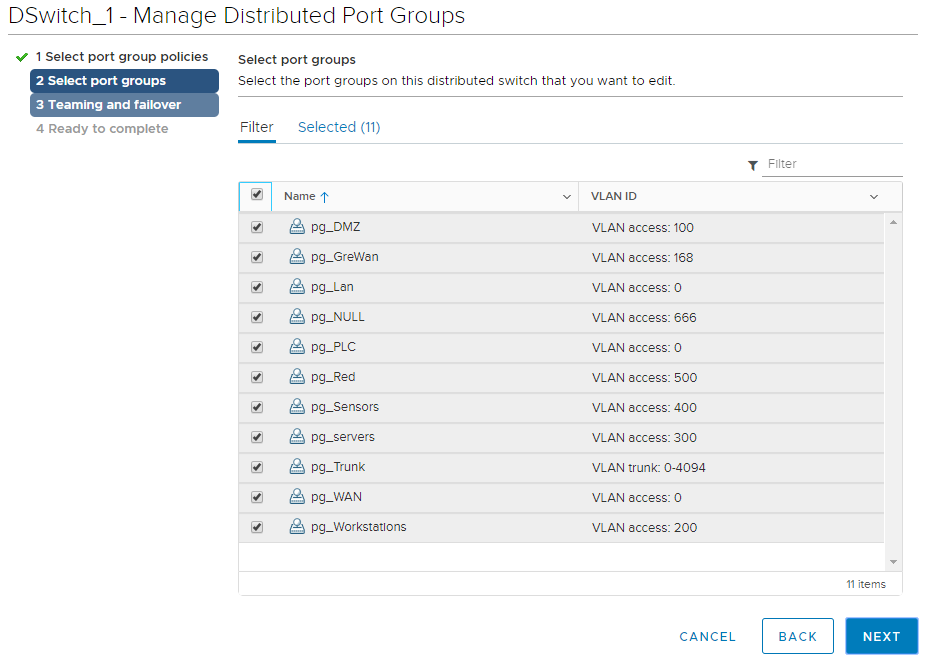 DSwitch_1 - Manage Distributed Port Groups
1 Select port group policies
2 Select port groups
3 Teaming and failover
4 Ready to complete
Select port groups
Select the port groups on this distributed switch that you want to edit.
Filter Selected (11)
Filter
Name VLAN ID
pg_DMZ VLAN access: 100
pg_GreWan VLAN access: 168
pg_Lan VLAN access: 0
pg_NULL VLAN access: 666
pg_PLC VLAN access: 0
pg_Red VLAN access: 500
pg_Sensors VLAN access: 400
pg_servers VLAN access: 300
pg_Trunk VLAN trunk: 0-4094
pg_WAN VLAN access: 0
pg_Workstations VLAN access: 200
11 items
CANCEL BACK NEXT